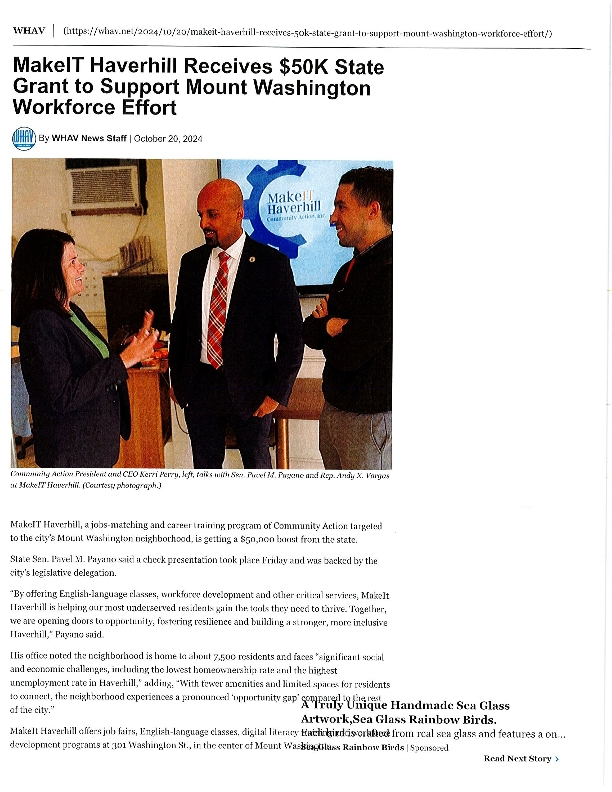 WHAV | (https://whav.net/2024/10/20/makeit-haverhill-receives-50k-state-grant-to-support-mount-washington-workforce-effort/)
MakeIT Haverhill Receives $50K State
Grant to Support Mount Washington
Workforce Effort
WHAV
By WHAV News Staff | October 20, 2024
MakeIT
Haverhill
Community Action, Inc.
Community Action President and CEO Kerri Perry, left, talks with Sen. Pavel M. Payano and Rep. Andy X. Vargas
at MakeIT Haverhill. (Courtesy photograph.)
MakeIT Haverhill, a jobs-matching and career training program of Community Action targeted
to the city's Mount Washington neighborhood, is getting a $50,000 boost from the state.
State Sen. Pavel M. Payano said a check presentation took place Friday and was backed by the
city's legislative delegation.
"By offering English-language classes, workforce development and other critical services, MakeIt
Haverhill is helping our most underserved residents gain the tools they need to thrive. Together,
we are opening doors to opportunity, fostering resilience and building a stronger, more inclusive
Haverhill," Payano said.
His office noted the neighborhood is home to about 7,500 residents and faces "significant social
and economic challenges, including the lowest homeownership rate and the highest
unemployment rate in Haverhill," adding, "With fewer amenities and limited spaces for residents
to connect, the neighborhood experiences a pronounced 'opportunity gap' compared to the rest
of the city."
A Truly Unique Handmade Sea Glass
Artwork,Sea Glass Rainbow Birds.
MakeIT Haverhill offers job fairs, English-language classes, digital literacy
from real sea glass and features a on...
development programs at 301 Washington St., in the center of Mount
Sea Glass Rainbow Birds | Sponsored
Read Next Story >